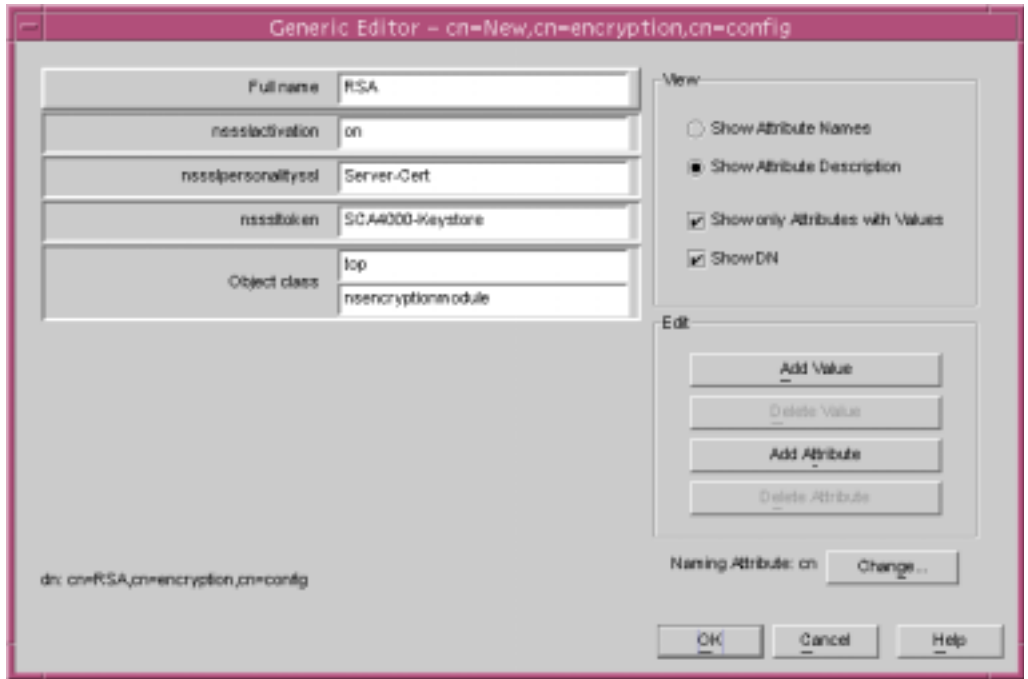 Generic Editor – cn=New,cn=encryption,cn=config
Full name
RSA
nssslactivation
on
nssslpersonalityssl
Server-Cert
nsssltoken
SCA4000-Keystore
Object class
top
nsencryptionmodule
View
Show Attribute Names
Show Attribute Description
Show only Attributes with Values
Show DN
Edit
Add Value
Delete Value
Add Attribute
Delete Attribute
Naming Attribute: cn
Change...
dn: cn=RSA,cn=encryption,cn=config
OK
Cancel
Help